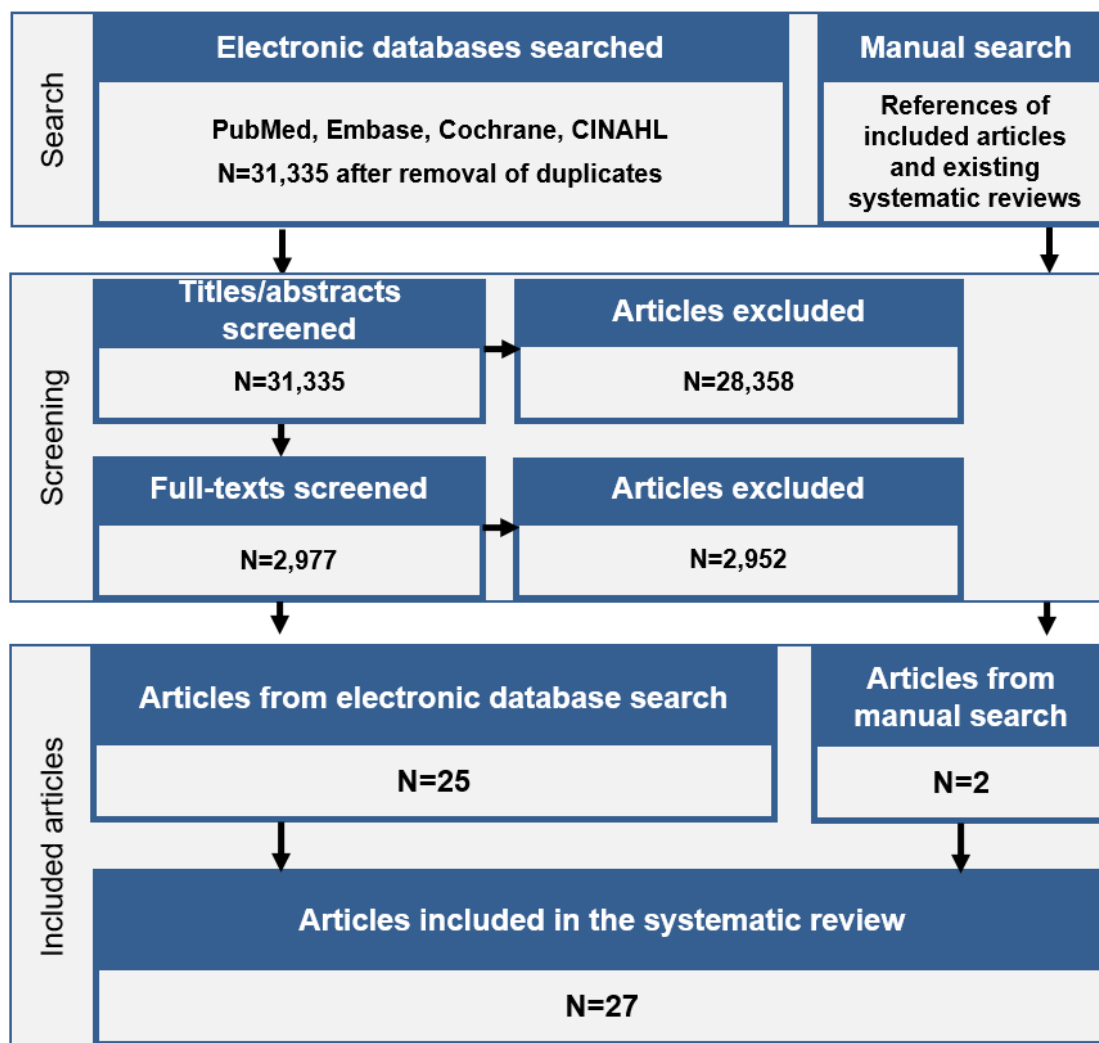 Search
Electronic databases searched
PubMed, Embase, Cochrane, CINAHL
N=31,335 after removal of duplicates
Manual search
References of
included articles
and existing
systematic reviews
Screening
Titles/abstracts
screened
N=31,335
Articles excluded
N=28,358
Full-texts screened
N=2,977
Articles excluded
N=2,952
Included articles
Articles from electronic database search
N=25
Articles from
manual search
N=2
Articles included in the systematic review
N=27